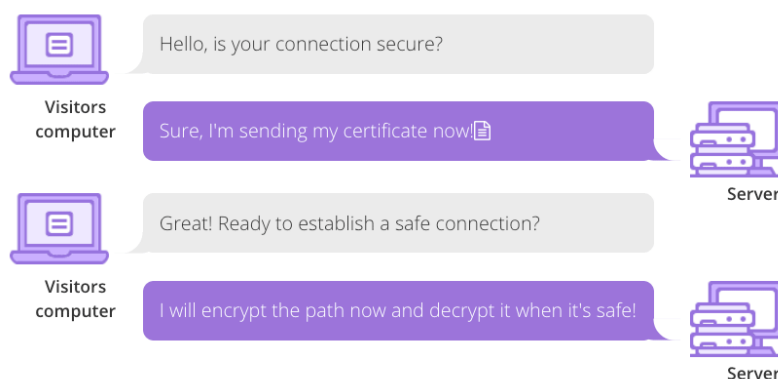 Hello, is your connection secure?
Visitors
computer
Sure, I'm sending my certificate now!
Server
Great! Ready to establish a safe connection?
Visitors
computer
I will encrypt the path now and decrypt it when it's safe!
Server